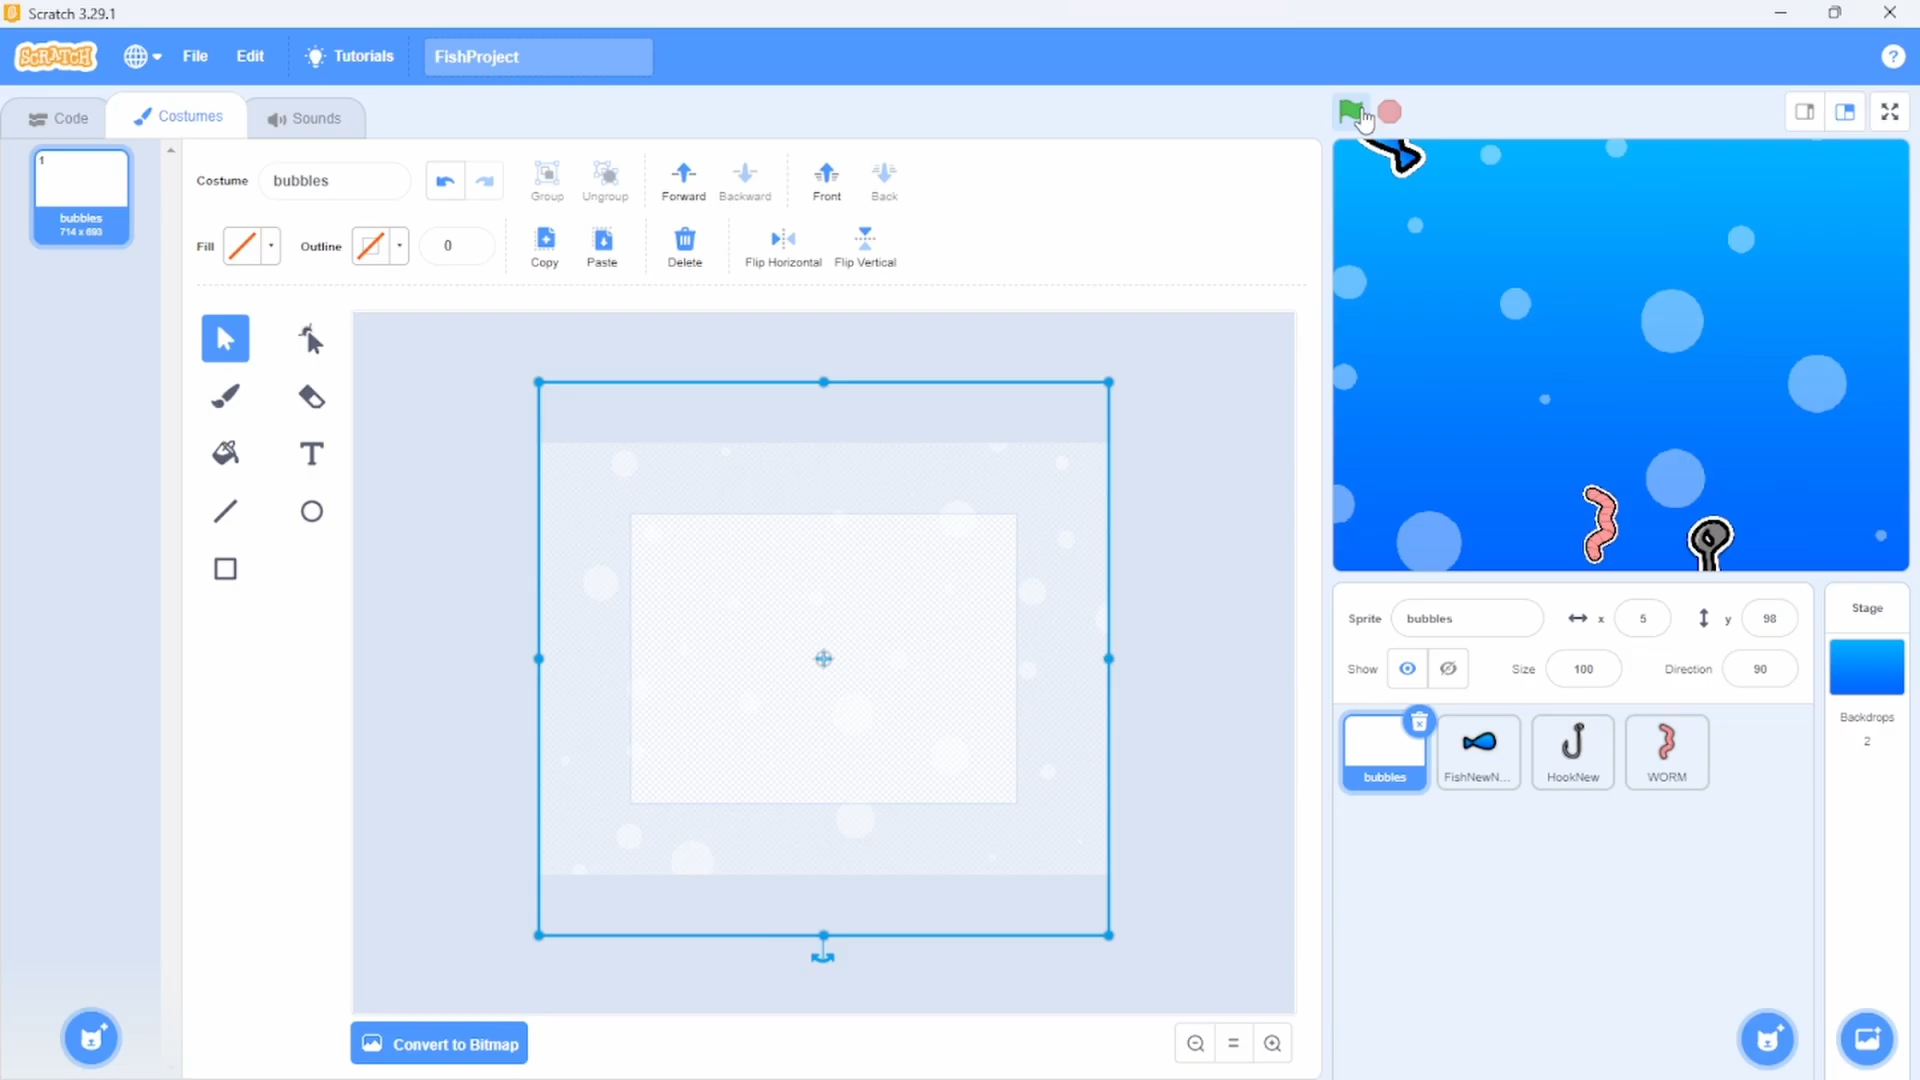 Scratch 3.29.1
SCRATCH File Edit Tutorials FishProject ?
Code Costumes Sounds
1
bubbles
714 x 693
Costume bubbles Group Ungroup Forward Backward Front Back
Fill Outline 0 Copy Paste Delete Flip Horizontal Flip Vertical
T
Convert to Bitmap
Sprite bubbles x 5 y 98
Show Size 100 Direction 90
bubbles FishNewN... HookNew WORM
Stage
Backdrops
2